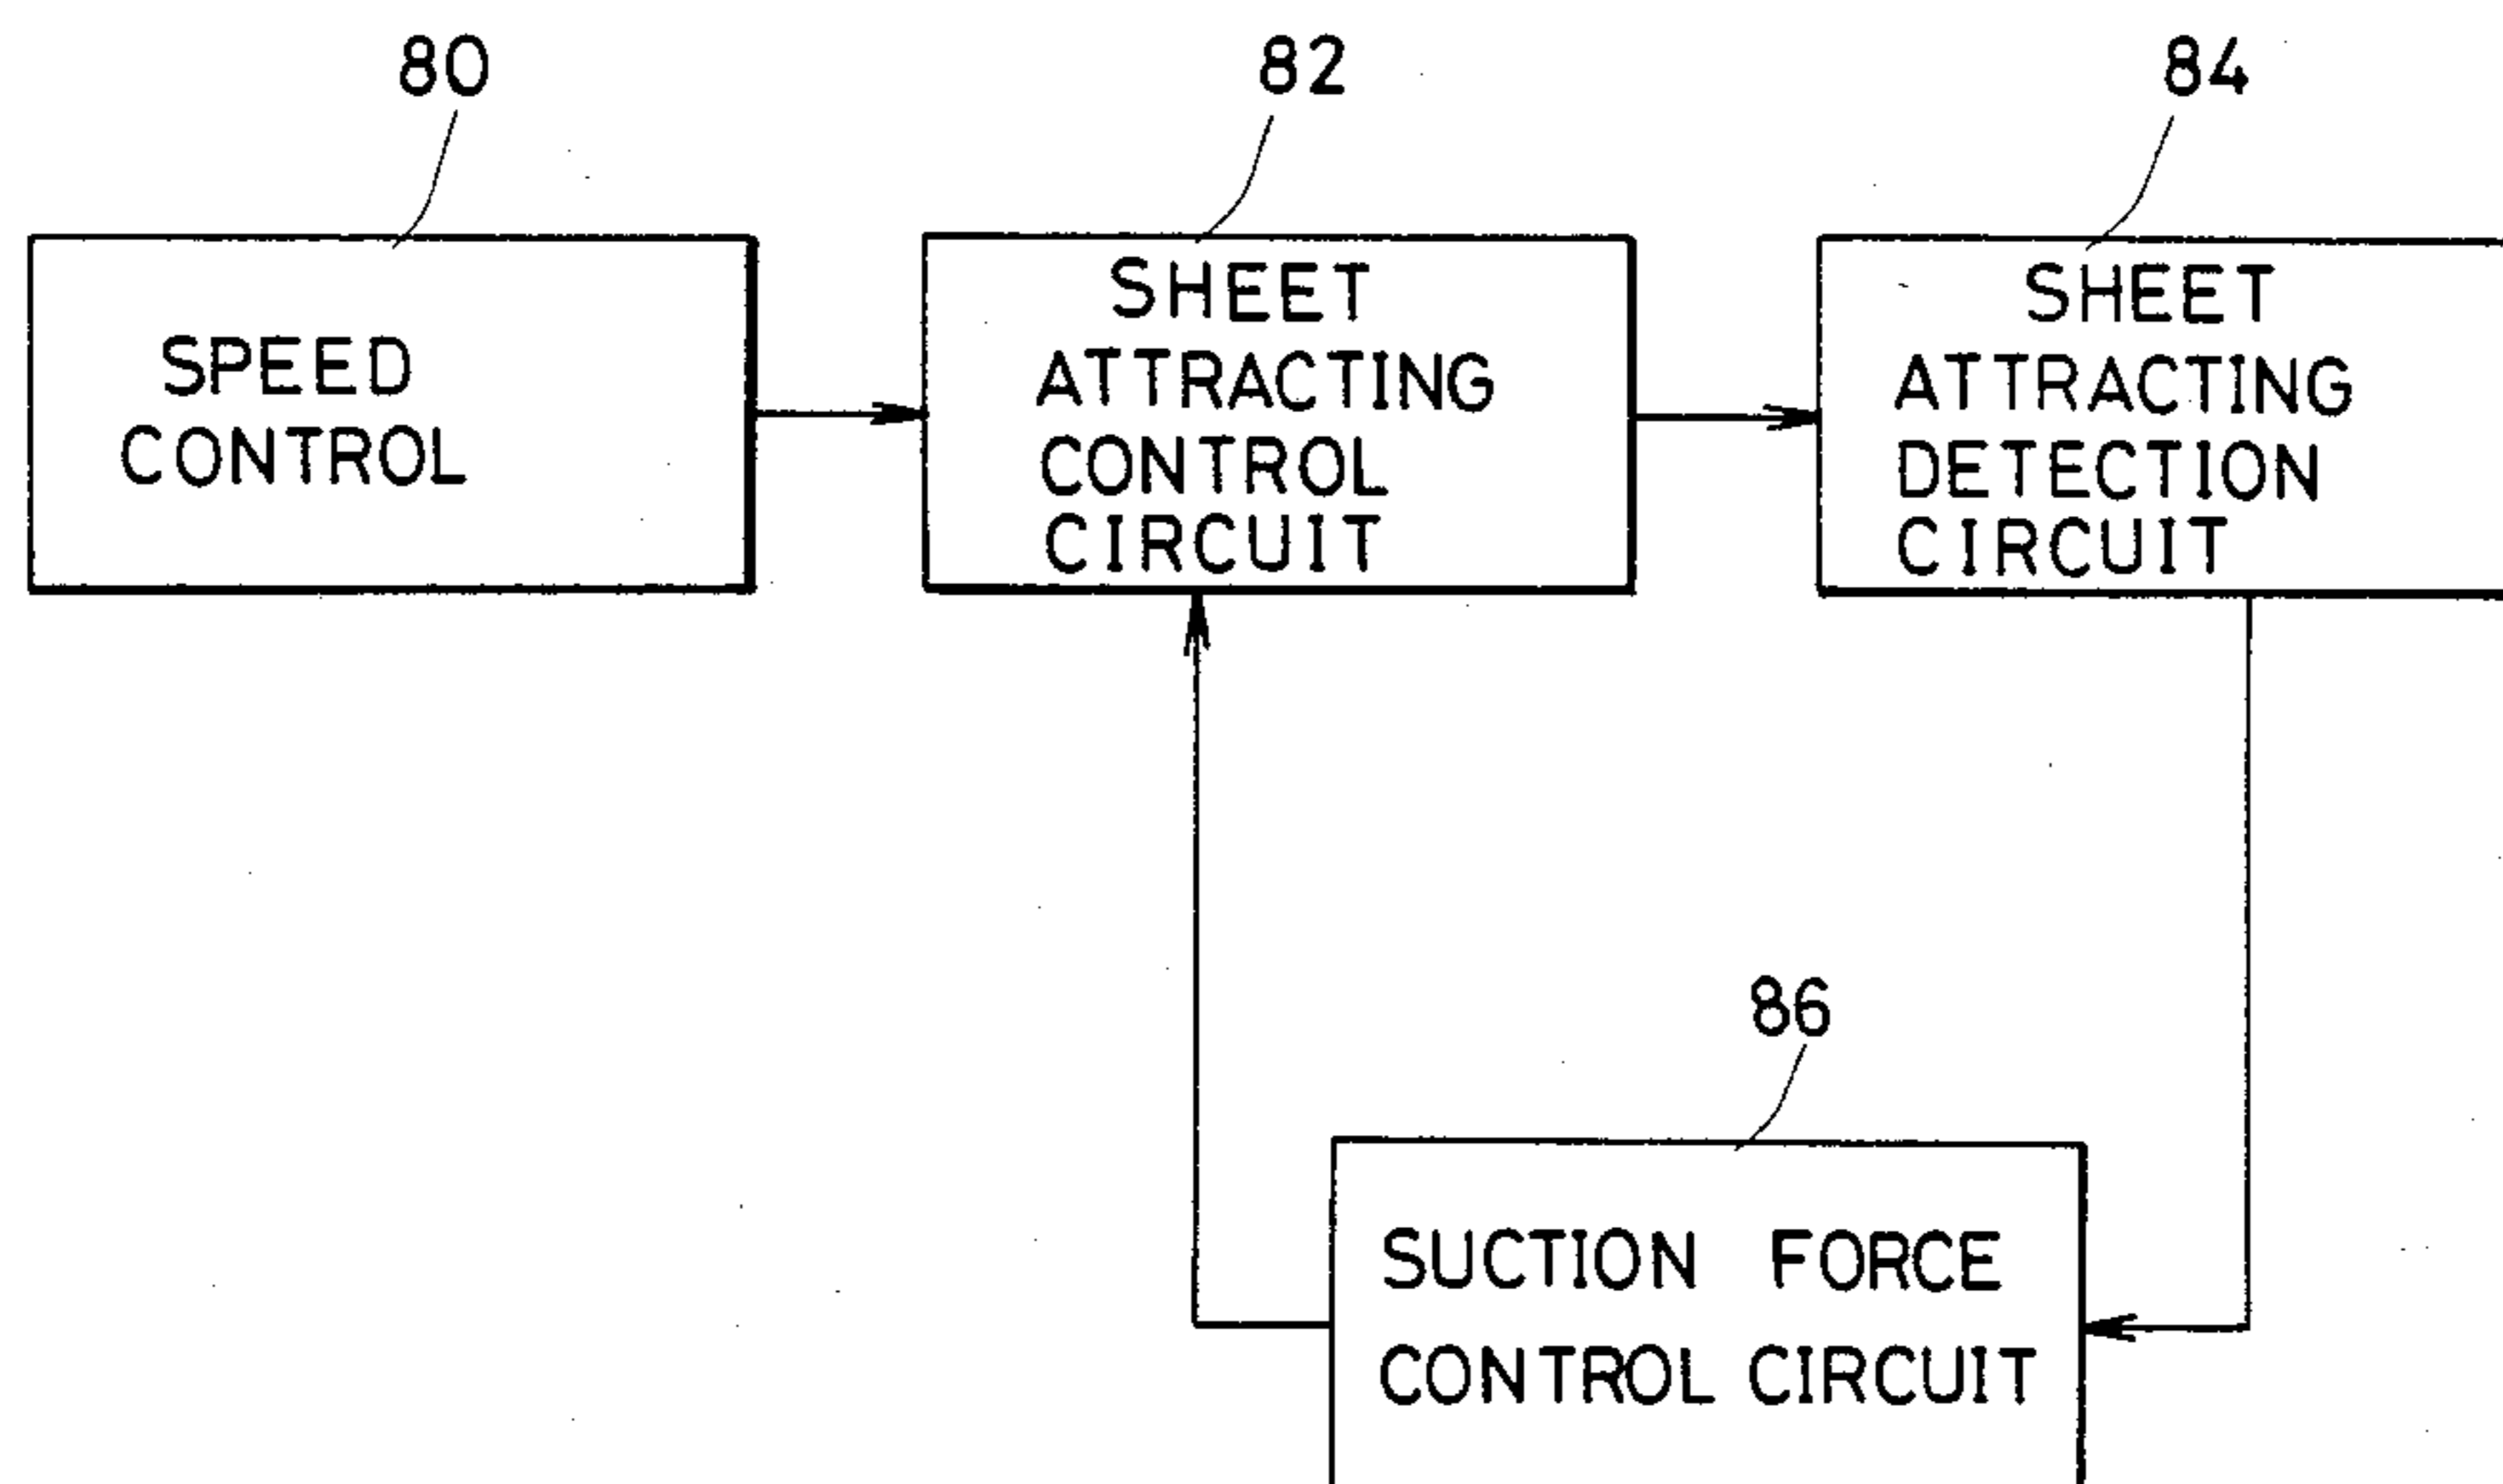 80
82
84
SPEED
CONTROL
SHEET
ATTRACTING
CONTROL
CIRCUIT
SHEET
ATTRACTING
DETECTION
CIRCUIT
86
SUCTION FORCE
CONTROL CIRCUIT